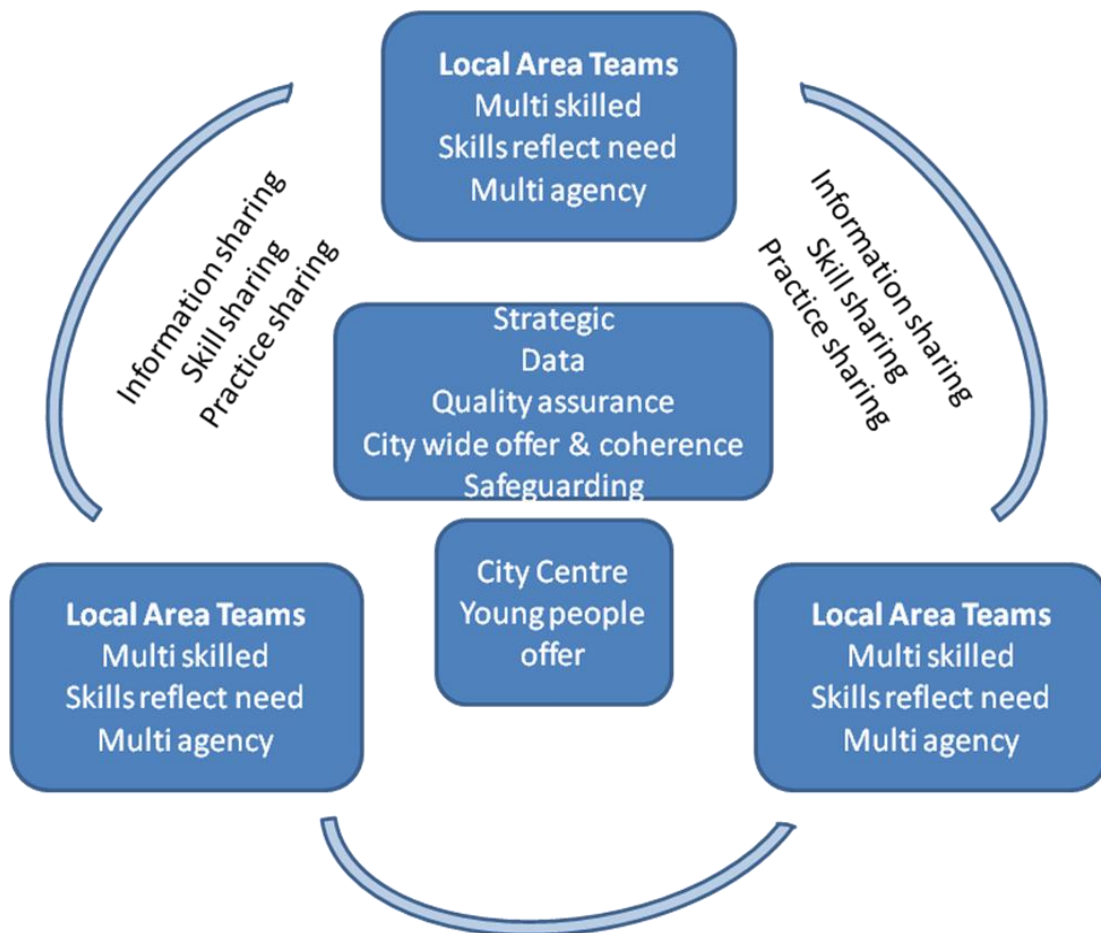 Local Area Teams
Multi skilled
Skills reflect need
Multi agency
Information sharing
Skill sharing
Practice sharing
Information sharing
Skill sharing
Practice sharing
Strategic
Data
Quality assurance
City wide offer & coherence
Safeguarding
City Centre
Young people
offer
Local Area Teams
Multi skilled
Skills reflect need
Multi agency
Local Area Teams
Multi skilled
Skills reflect need
Multi agency